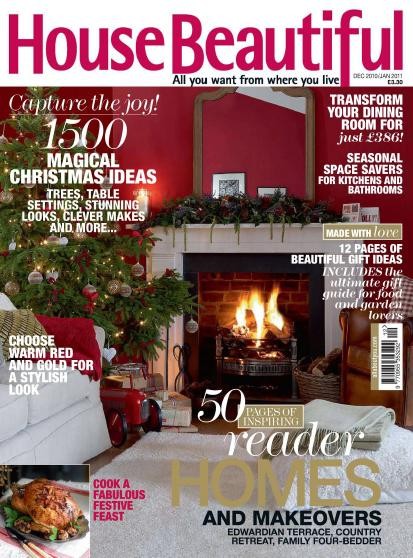 House Beautiful
All you want from where you live
DEC 2010/JAN 2011
£3.30
Capture the joy!
1500
MAGICAL
CHRISTMAS IDEAS
TREES, TABLE
SETTINGS, STUNNING
LOOKS, CLEVER MAKES
AND MORE...
TRANSFORM
YOUR DINING
ROOM FOR
just £386!
SEASONAL
SPACE SAVERS
FOR KITCHENS AND
BATHROOMS
MADE WITH love
12 PAGES OF
BEAUTIFUL GIFT IDEAS
INCLUDES the
ultimate gift
guide for food
and garden
lovers
CHOOSE
WARM RED
AND GOLD FOR
A STYLISH
LOOK
50 PAGES OF
INSPIRING
reader
HOMES
AND MAKEOVERS
EDWARDIAN TERRACE, COUNTRY
RETREAT, FAMILY FOUR-BEDDER
COOK A
FABULOUS
FESTIVE
FEAST